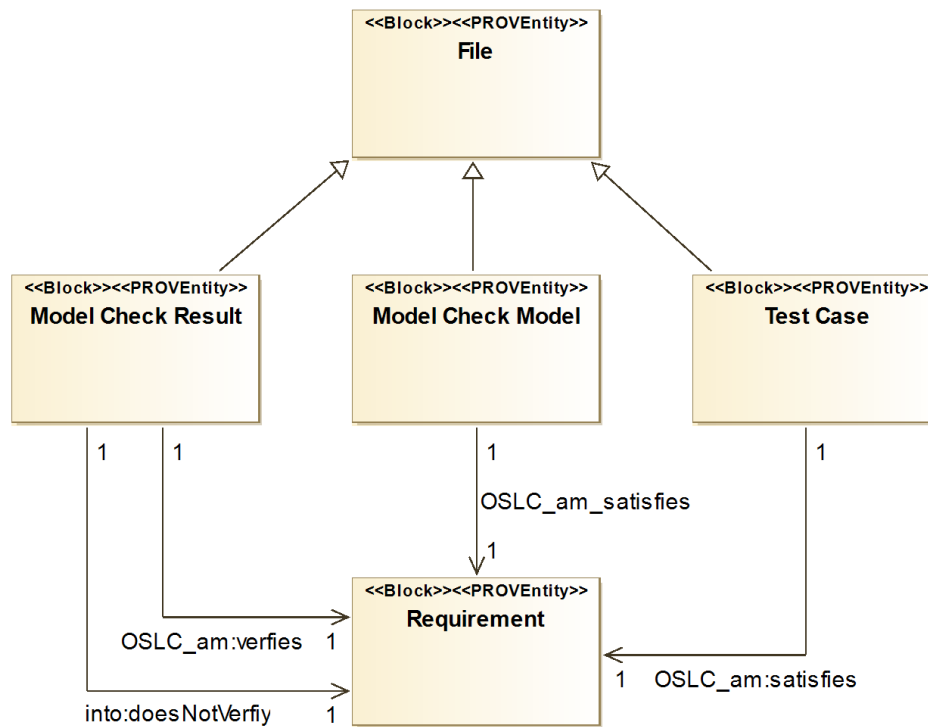 <<Block>><<PROVEntity>>
File
<<Block>><<PROVEntity>>
Model Check Result
<<Block>><<PROVEntity>>
Model Check Model
<<Block>><<PROVEntity>>
Test Case
1
1
1
1
OSLC_am_satisfies
1
<<Block>><<PROVEntity>>
Requirement
OSLC_am:verfies
1
1
OSLC_am:satisfies
into:doesNotVerfiy
1